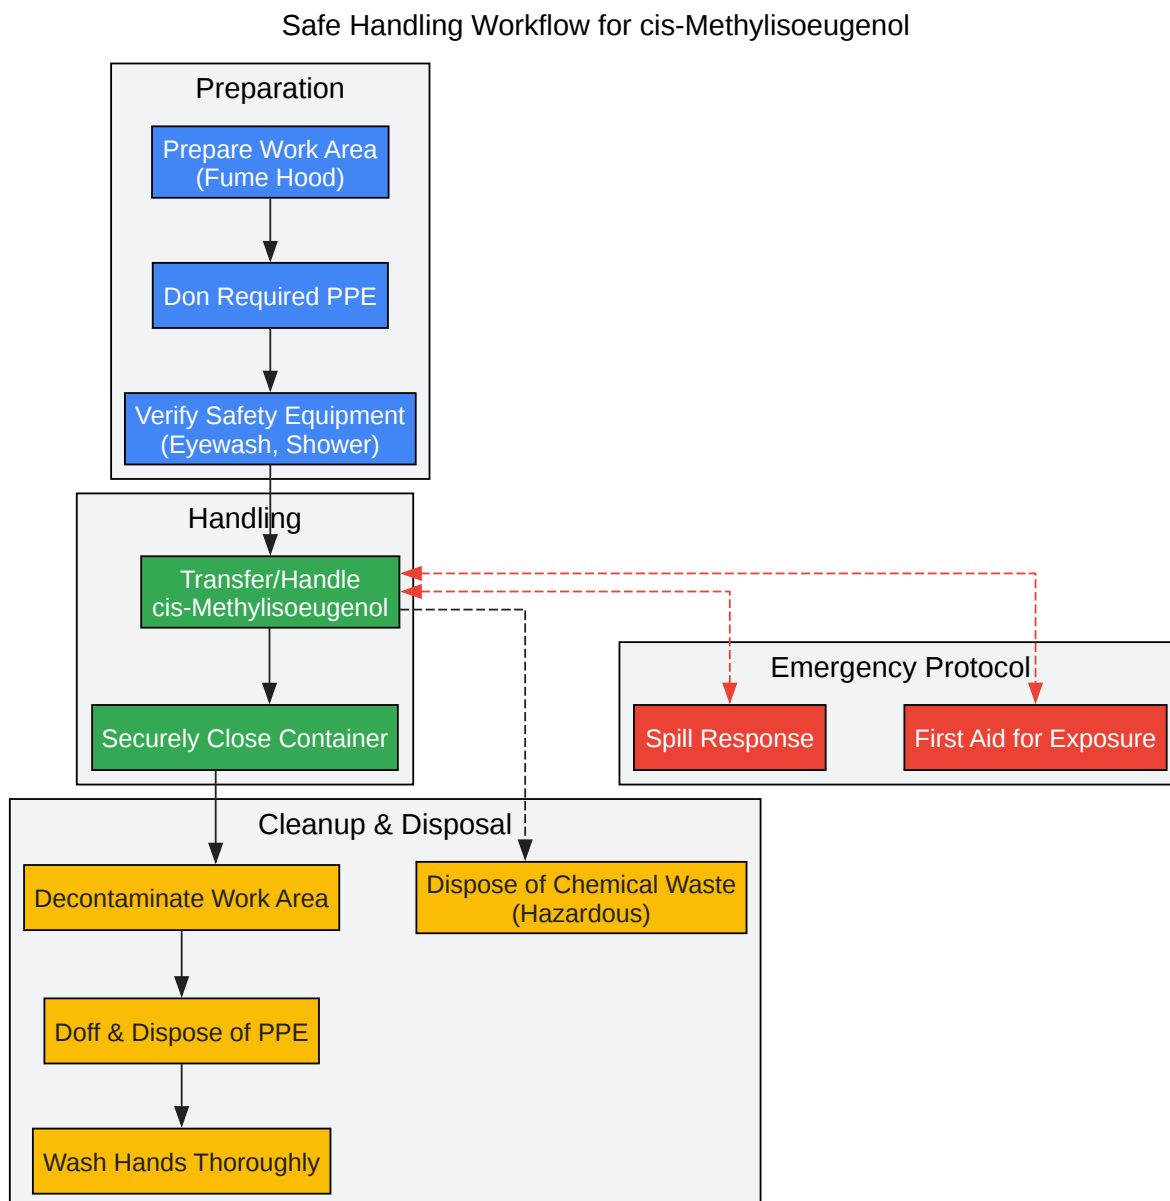 Safe Handling Workflow for cis-Methylisoeugenol
Preparation
Prepare Work Area
(Fume Hood)
Don Required PPE
Verify Safety Equipment
(Eyewash, Shower)
Handling
Transfer/Handle
cis-Methylisoeugenol
Securely Close Container
Emergency Protocol
Spill Response
First Aid for Exposure
Cleanup & Disposal
Decontaminate Work Area
Dispose of Chemical Waste
(Hazardous)
Doff & Dispose of PPE
Wash Hands Thoroughly